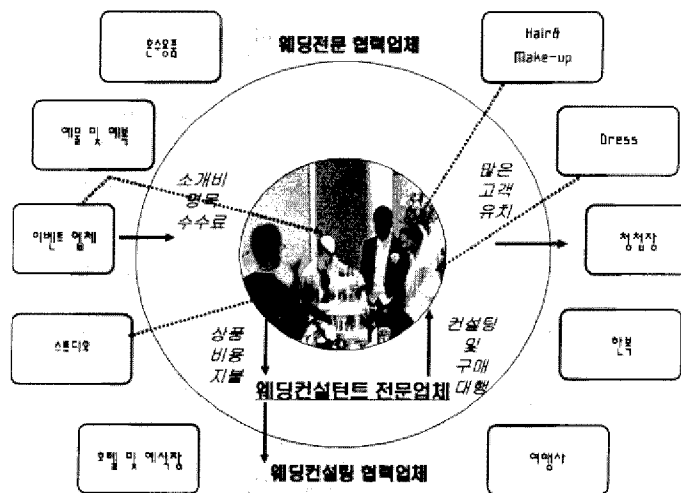 혼수용품
웨딩전문 협력업체
Hair&
Make-up
예물 및 예복
Dress
소개비
명목
수수료
많은
고객
유치
이벤트 업체
청첩장
스튜디오
상품
비용
지불
컨설팅
및
구매
대행
한복
웨딩컨설턴트 전문업체
호텔 및 예식장
웨딩컨설팅 협력업체
여행사